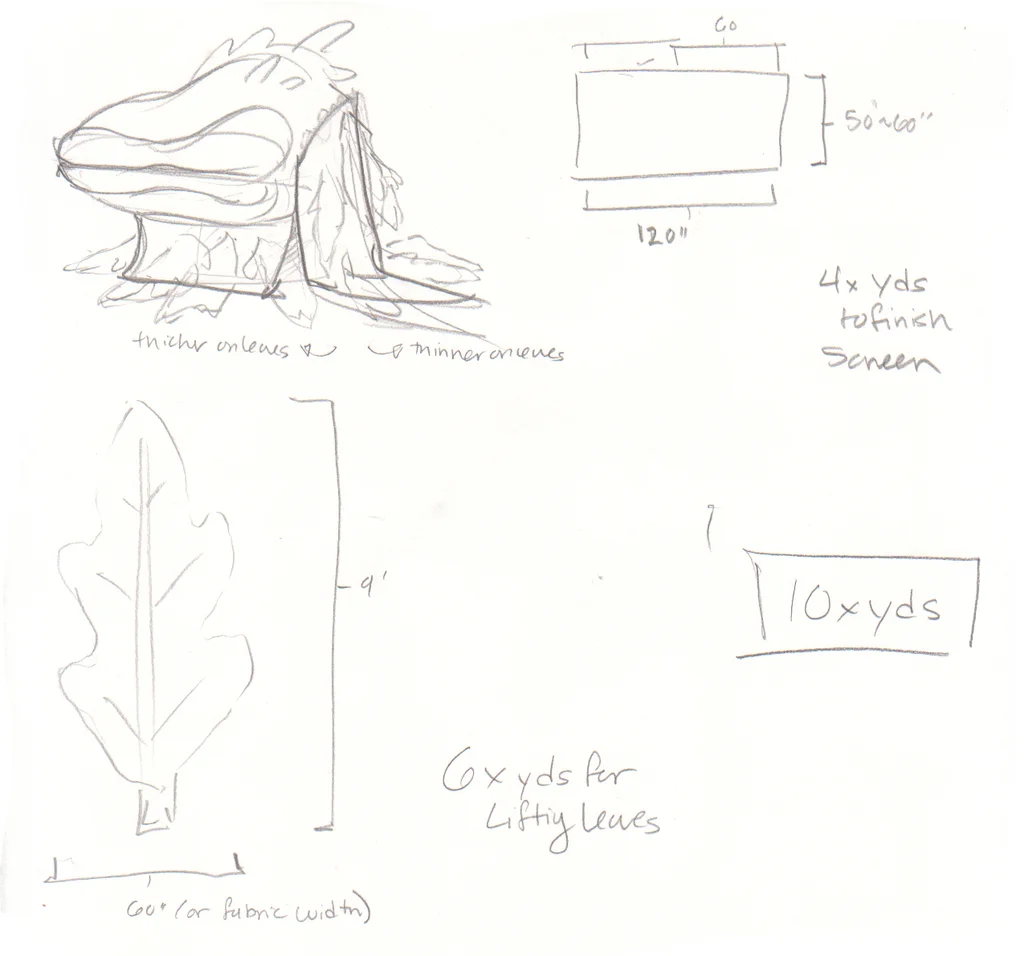 60
50"~60"
120"
4x yds
to finish
Screen
thicker on leaves
thinner on leaves
9'
10x yds
6x yds for
Lifting leaves
60" (or fabric width)